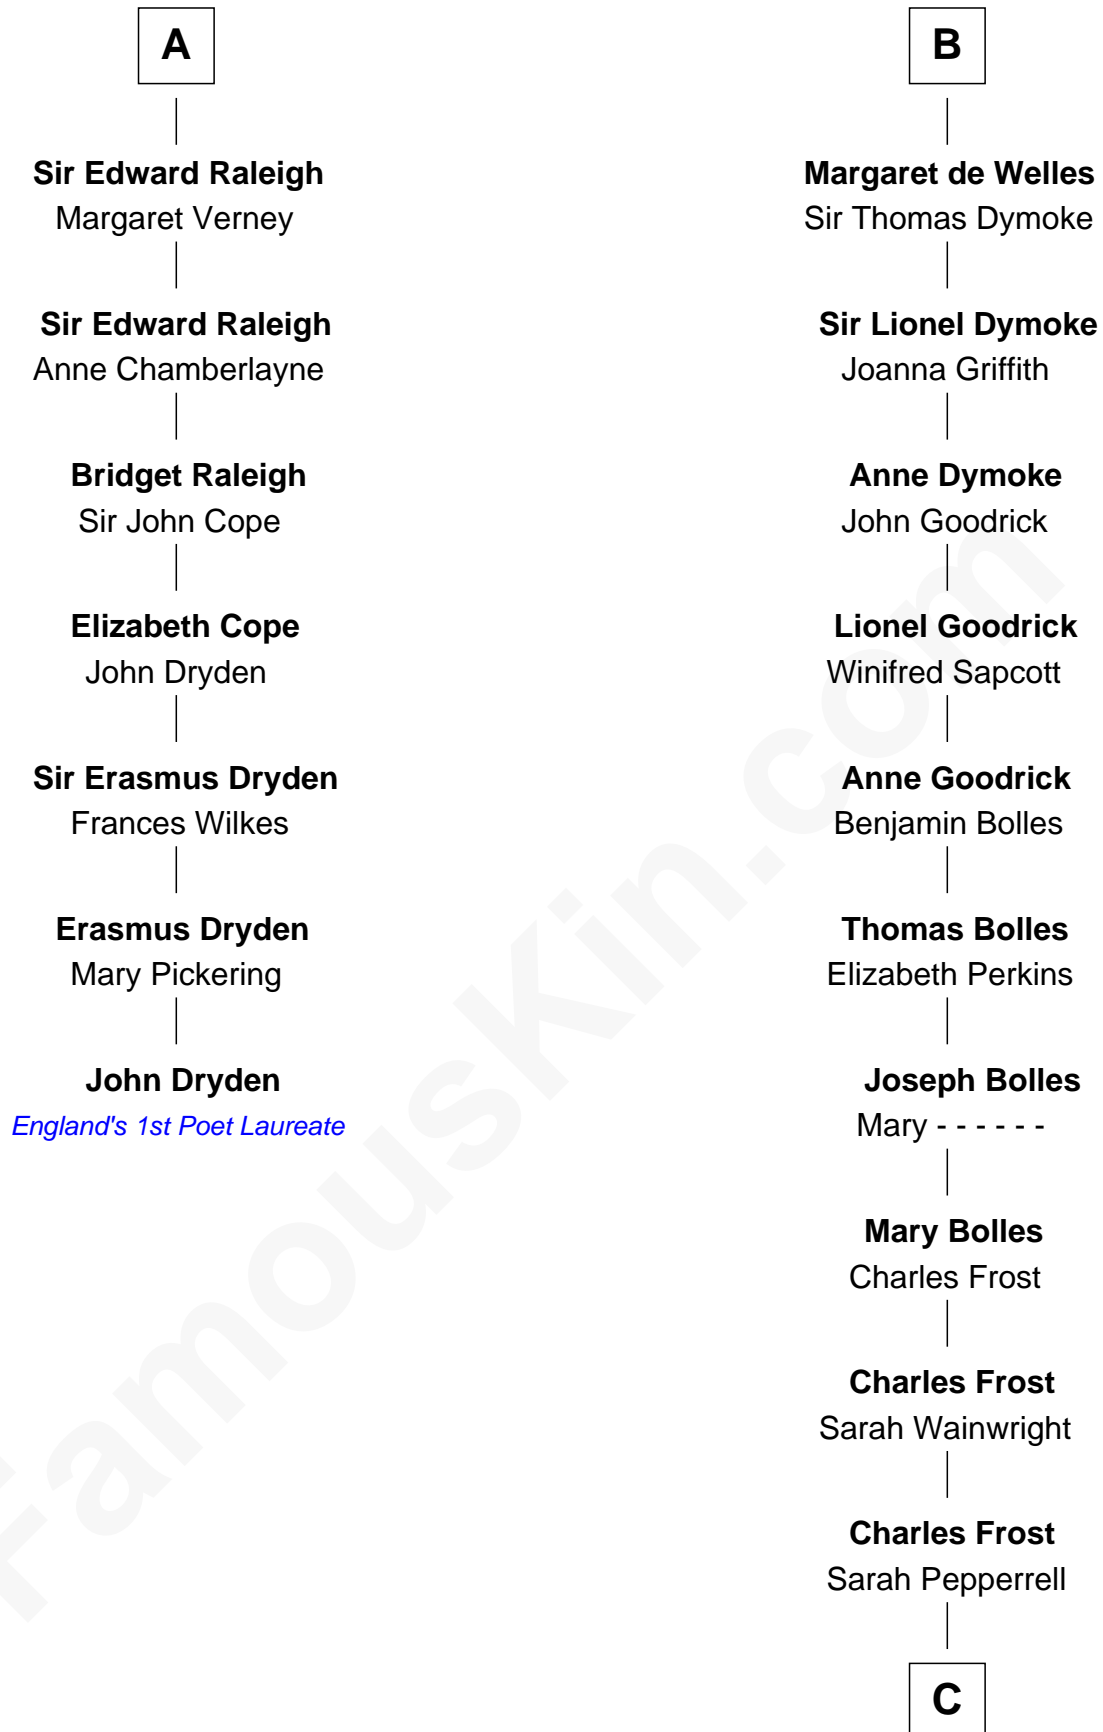 A
Sir Edward Raleigh
Margaret Verney
Sir Edward Raleigh
Anne Chamberlayne
Bridget Raleigh
Sir John Cope
Elizabeth Cope
John Dryden
Sir Erasmus Dryden
Frances Wilkes
Erasmus Dryden
Mary Pickering
John Dryden
England's 1st Poet Laureate
B
Margaret de Welles
Sir Thomas Dymoke
Sir Lionel Dymoke
Joanna Griffith
Anne Dymoke
John Goodrick
Lionel Goodrick
Winifred Sapcott
Anne Goodrick
Benjamin Bolles
Thomas Bolles
Elizabeth Perkins
Joseph Bolles
Mary - - - - - -
Mary Bolles
Charles Frost
Charles Frost
Sarah Wainwright
Charles Frost
Sarah Pepperrell
C
FamousKin.com